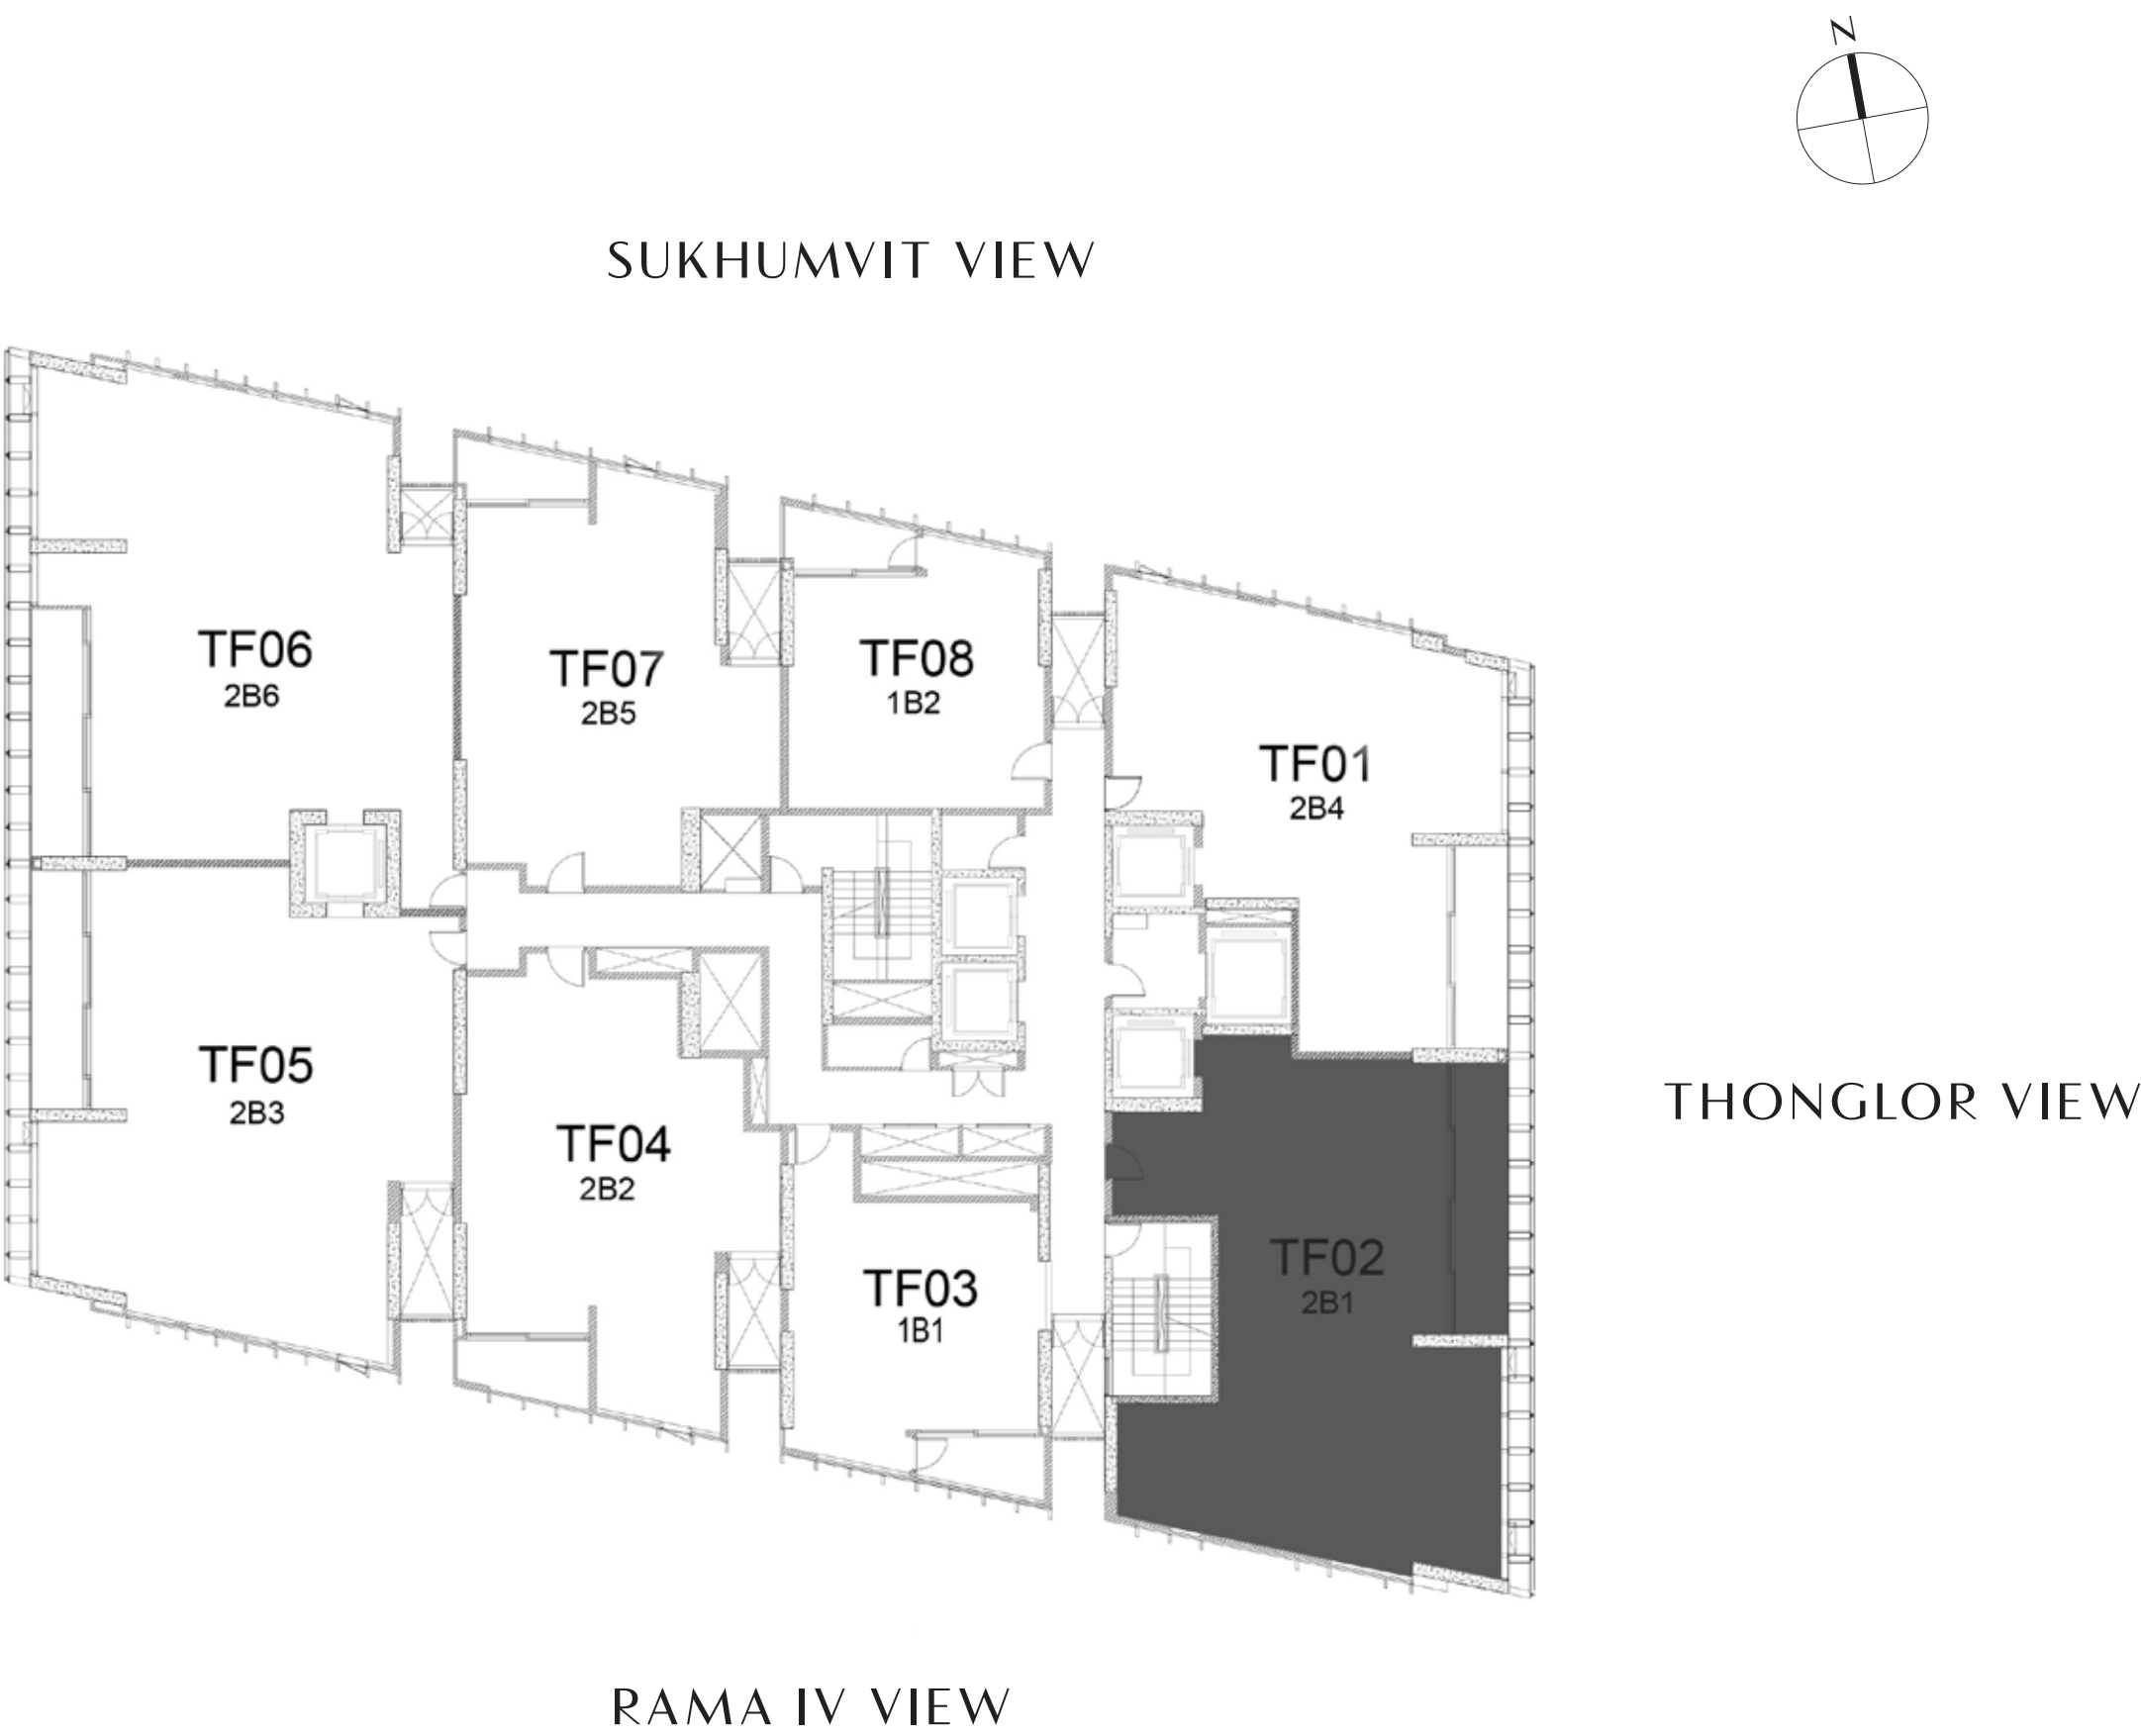 N
SUKHUMVIT VIEW
TF06
2B6
TF07
2B5
TF08
1B2
TF01
2B4
TF05
2B3
TF04
2B2
TF03
1B1
TF02
2B1
THONGLOR VIEW
RAMA IV VIEW